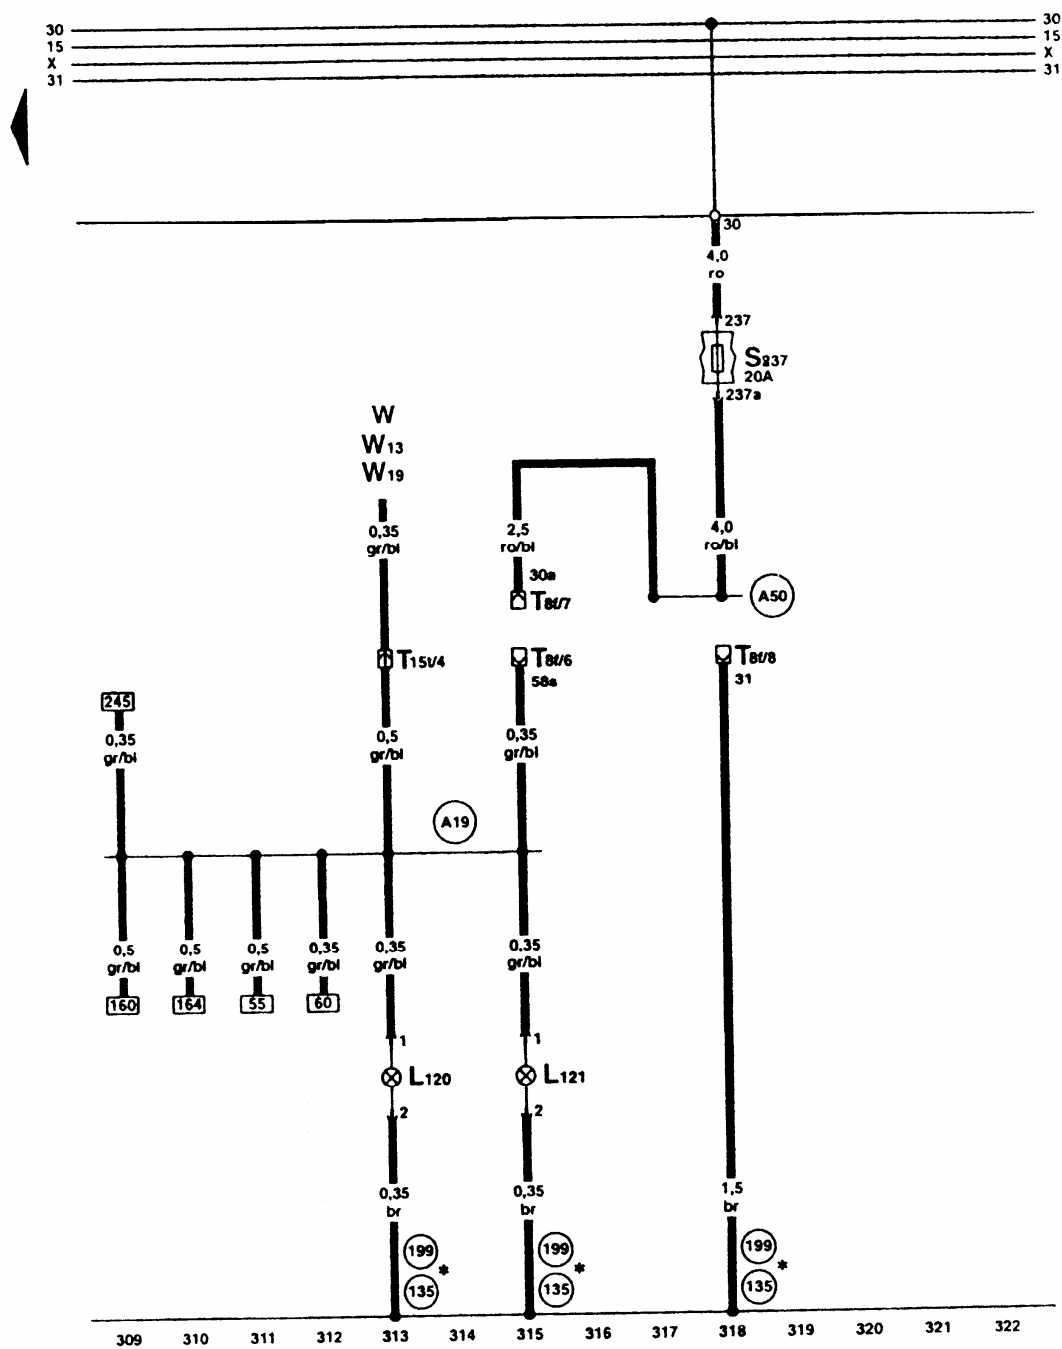 30 30
15 15
X X
31 31
30
4,0
ro
237
S237
20A
237a
W
W13
W19
0,35
gr/bl
2,5
ro/bl
4,0
ro/bl
30a
T8f/7
A50
T15t/4
T8f/6
58s
T8f/8
31
245
0,35
gr/bl
0,5
gr/bl
0,35
gr/bl
A19
0,5
gr/bl
0,5
gr/bl
0,5
gr/bl
0,35
gr/bl
0,35
gr/bl
0,35
gr/bl
160
164
55
60
1
1
L120
L121
2
2
0,35
br
0,35
br
1,5
br
199
135
*
199
135
*
199
135
*
309 310 311 312 313 314 315 316 317 318 319 320 321 322